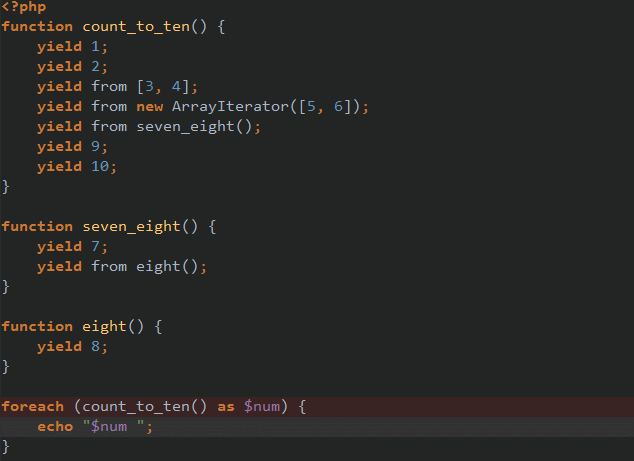 <?php
function count_to_ten() {
    yield 1;
    yield 2;
    yield from [3, 4];
    yield from new ArrayIterator([5, 6]);
    yield from seven_eight();
    yield 9;
    yield 10;
}

function seven_eight() {
    yield 7;
    yield from eight();
}

function eight() {
    yield 8;
}

foreach (count_to_ten() as $num) {
    echo "$num ";
}